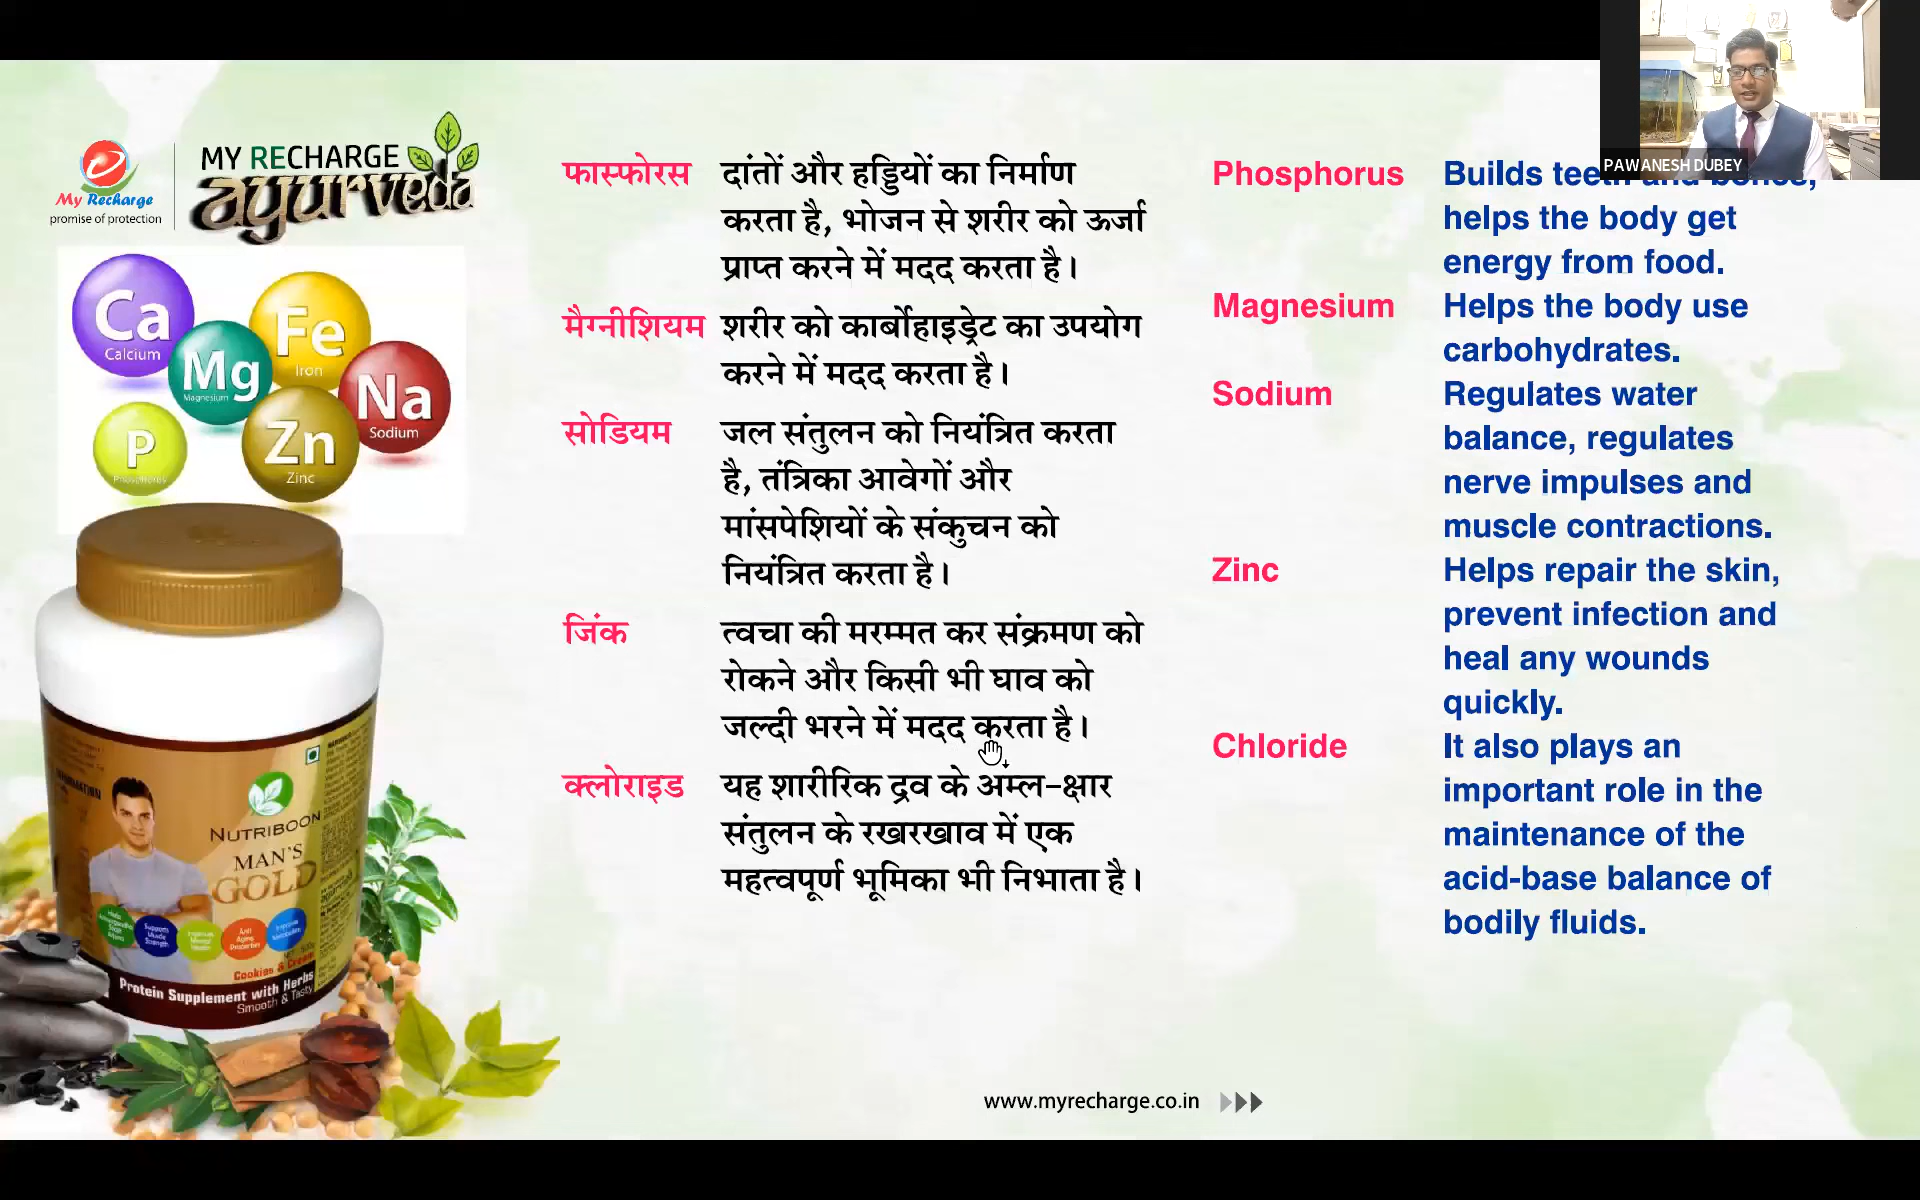 My Recharge
promise of protection
MY RECHARGE
ayurveda
Ca
Calcium
Fe
Iron
Mg
Magnesium
Na
Sodium
P
Zn
Zinc
NUTRIBOON
MAN'S
GOLD
Cookies &
Protein Supplement with Herbs
Smooth & Tasty
फास्फोरस दांतों और हड्डियों का निर्माण
करता है, भोजन से शरीर को ऊर्जा
प्राप्त करने में मदद करता है।
मैग्नीशियम शरीर को कार्बोहाइड्रेट का उपयोग
करने में मदद करता है।
सोडियम जल संतुलन को नियंत्रित करता
है, तंत्रिका आवेगों और
मांसपेशियों के संकुचन को
नियंत्रित करता है।
जिंक त्वचा की मरम्मत कर संक्रमण को
रोकने और किसी भी घाव को
जल्दी भरने में मदद करता है।
क्लोराइड यह शारीरिक द्रव के अम्ल-क्षार
संतुलन के रखरखाव में एक
महत्वपूर्ण भूमिका भी निभाता है।
Phosphorus Builds teeth and bones,
helps the body get
energy from food.
Magnesium Helps the body use
carbohydrates.
Sodium Regulates water
balance, regulates
nerve impulses and
muscle contractions.
Zinc Helps repair the skin,
prevent infection and
heal any wounds
quickly.
Chloride It also plays an
important role in the
maintenance of the
acid-base balance of
bodily fluids.
PAWANESH DUBEY
www.myrecharge.co.in